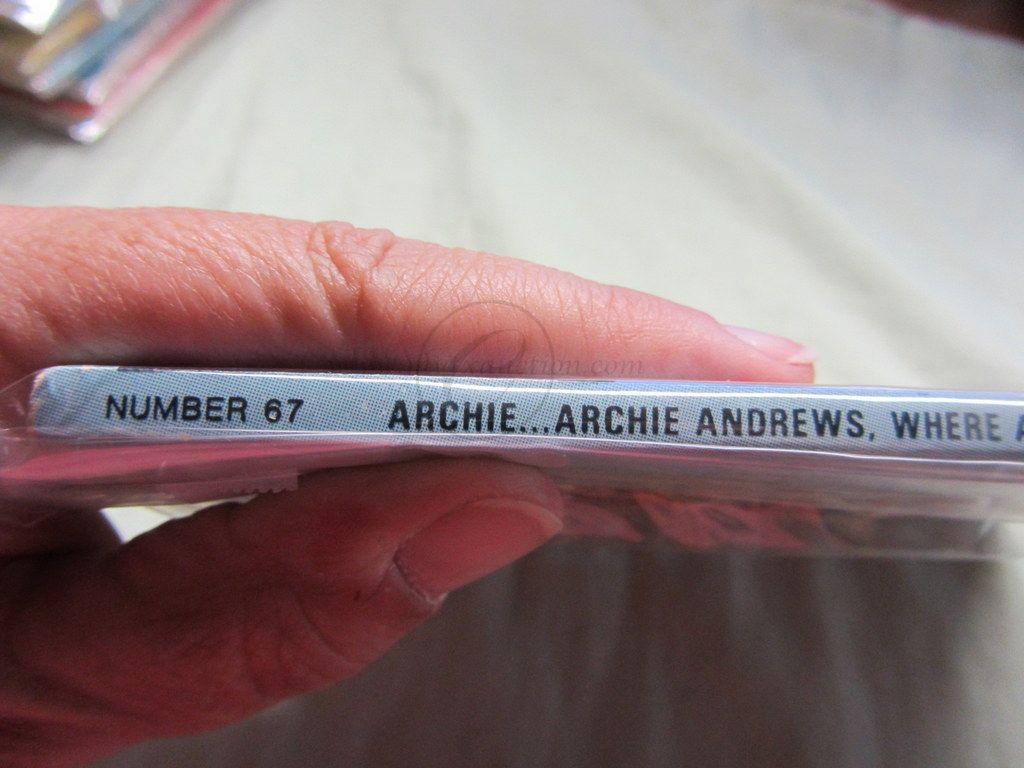 NUMBER 67 ARCHIE...ARCHIE ANDREWS, WHERE A